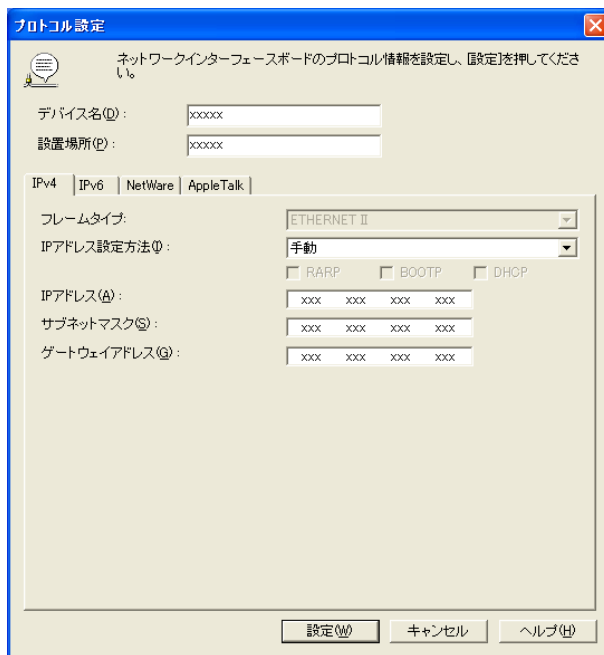 プロトコル設定
ネットワークインターフェースボードのプロトコル情報を設定し、[設定]を押してくださ
い。
デバイス名(D):
xxxxx
設置場所(P):
xxxxx
IPv4 IPv6 NetWare AppleTalk
フレームタイプ:
ETHERNET II
IPアドレス設定方法(I):
手動
RARP BOOTP DHCP
IPアドレス(A):
xxx xxx xxx xxx
サブネットマスク(S):
xxx xxx xxx xxx
ゲートウェイアドレス(G):
xxx xxx xxx xxx
設定(W) キャンセル ヘルプ(H)